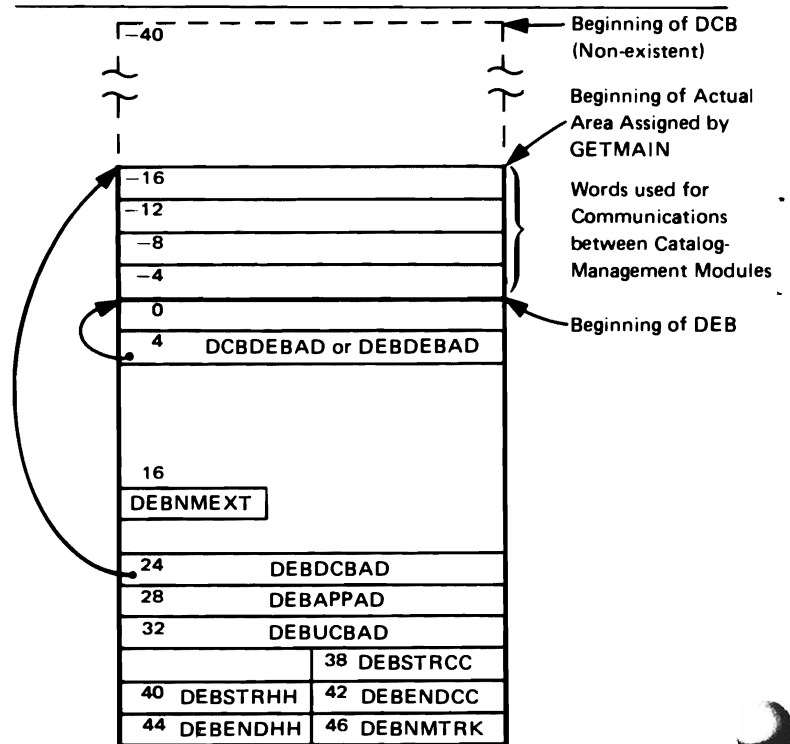 −40
Beginning of DCB
(Non-existent)
Beginning of Actual
Area Assigned by
GETMAIN
−16
−12
−8
−4
Words used for
Communications
between Catalog-
Management Modules
0
Beginning of DEB
4 DCBDEBAD or DEBDEBAD
16
DEBNMEXT
24 DEBDCBAD
28 DEBAPPAD
32 DEBUCBAD
38 DEBSTRCC
40 DEBSTRHH 42 DEBENDCC
44 DEBENDHH 46 DEBNMTRK